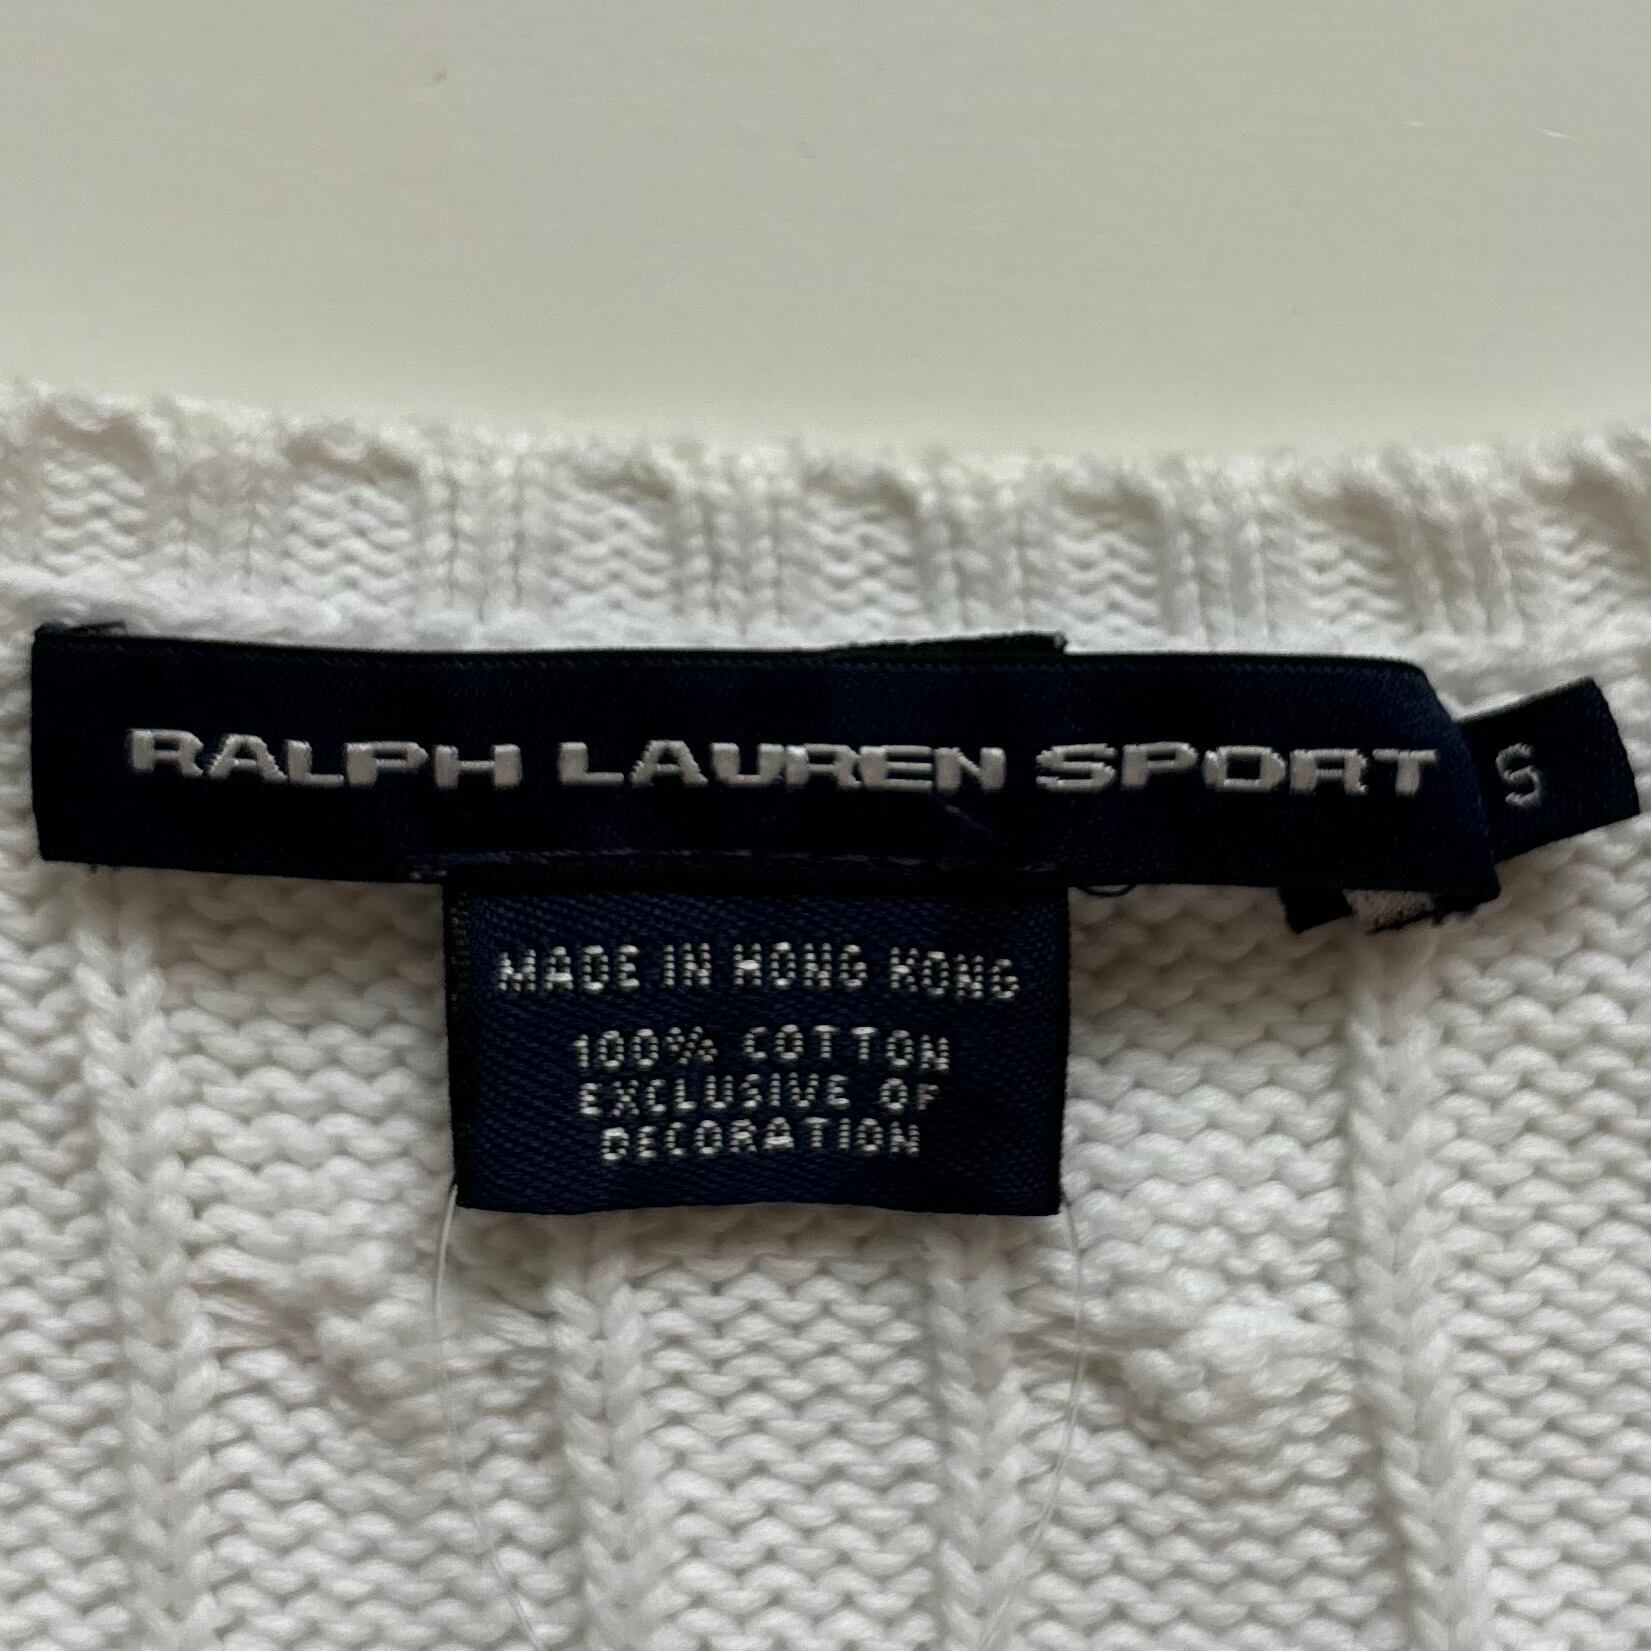 RALPH LAUREN SPORT
S
MADE IN HONG KONG
100% COTTON
EXCLUSIVE OF
DECORATION